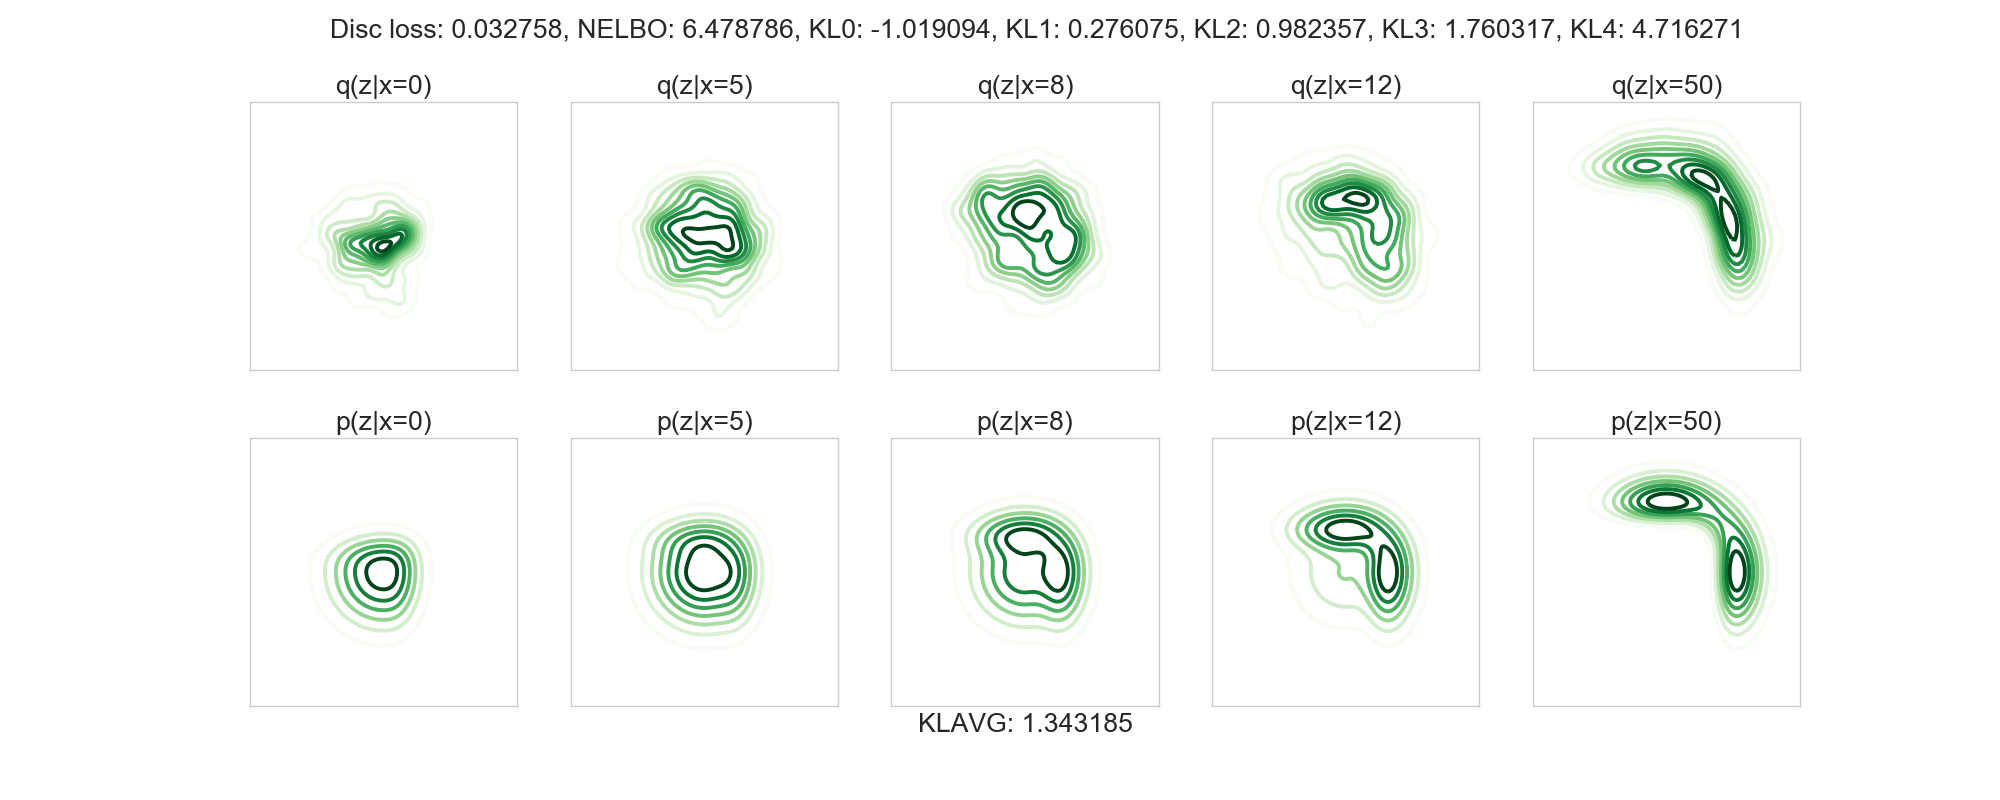 Disc loss: 0.032758, NELBO: 6.478786, KL0: -1.019094, KL1: 0.276075, KL2: 0.982357, KL3: 1.760317, KL4: 4.716271
q(z|x=0) q(z|x=5) q(z|x=8) q(z|x=12) q(z|x=50)
p(z|x=0) p(z|x=5) p(z|x=8) p(z|x=12) p(z|x=50)
KLAVG: 1.343185